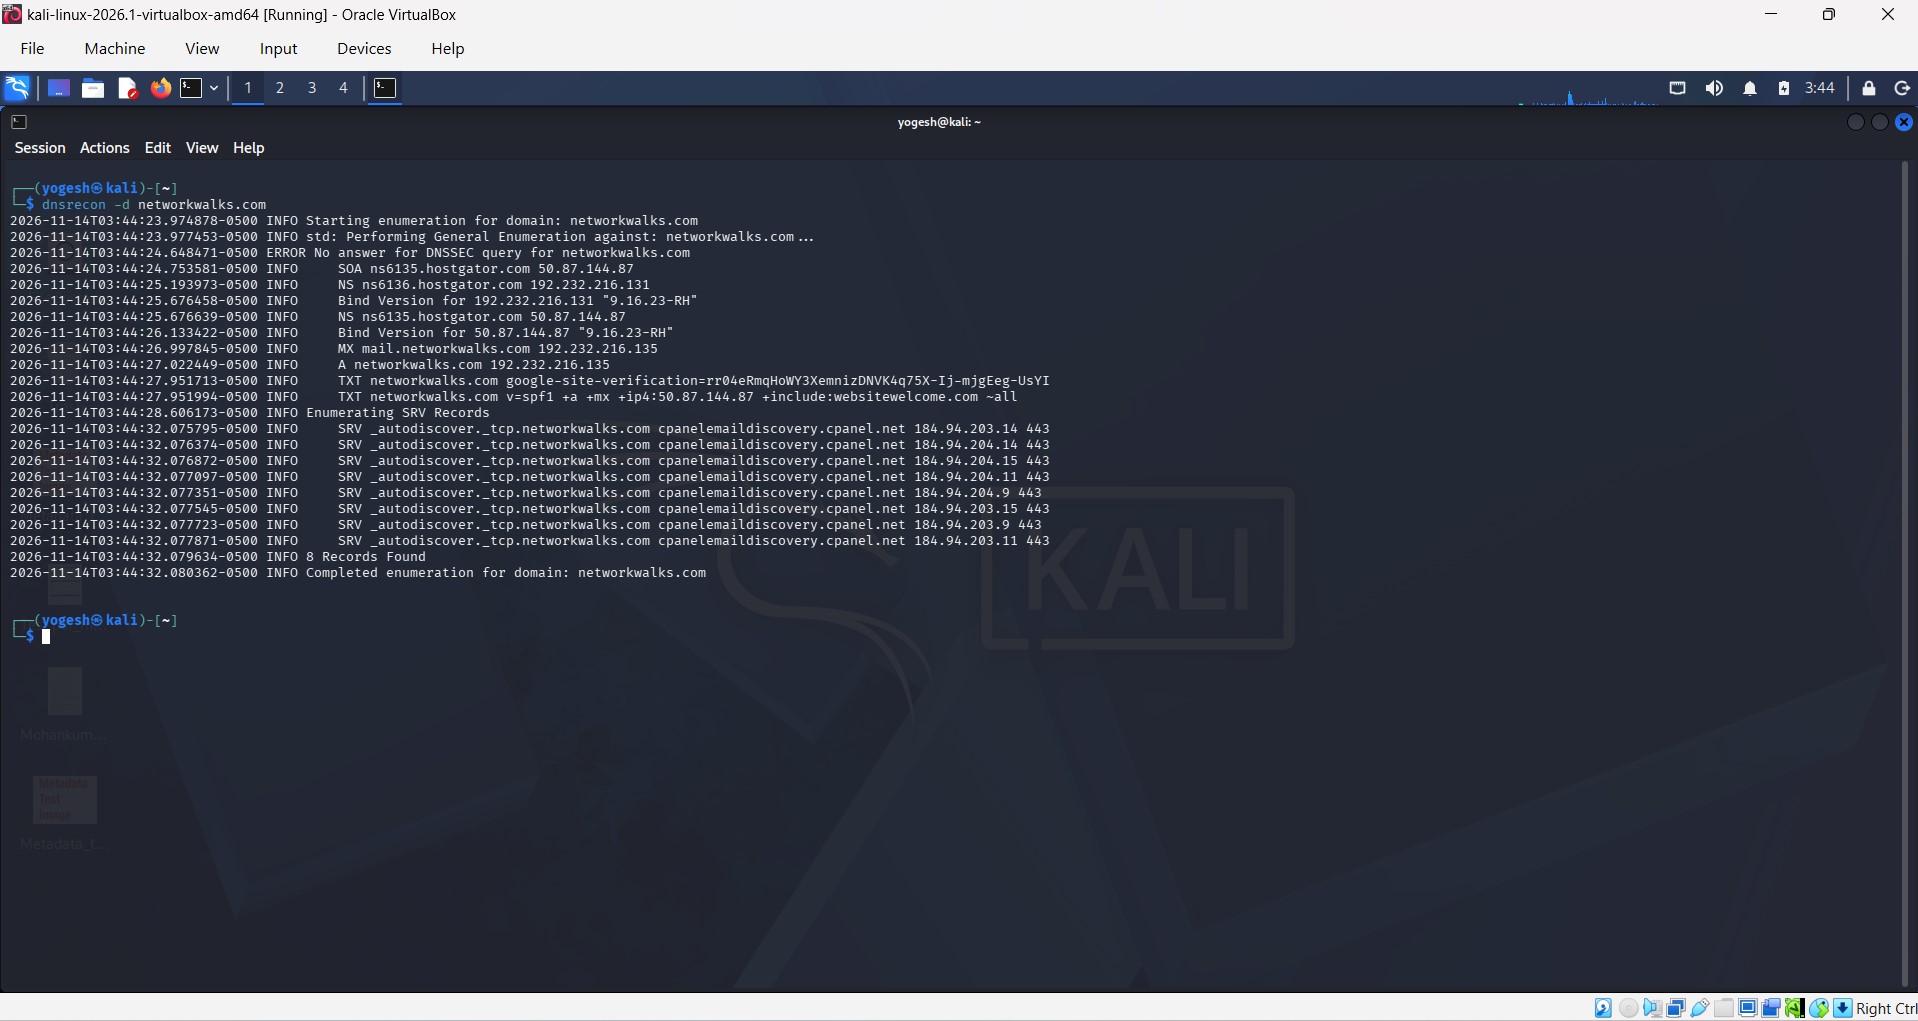 kali-linux-2026.1-virtualbox-amd64 [Running] - Oracle VirtualBox
File Machine View Input Devices Help
1 2 3 4 3:44
yogesh@kali: ~
Session Actions Edit View Help
┌──(yogesh㉿kali)-[~]
└─$ dnsrecon -d networkwalks.com
2026-11-14T03:44:23.974878-0500 INFO Starting enumeration for domain: networkwalks.com
2026-11-14T03:44:23.977453-0500 INFO std: Performing General Enumeration against: networkwalks.com...
2026-11-14T03:44:24.648471-0500 ERROR No answer for DNSSEC query for networkwalks.com
2026-11-14T03:44:24.753581-0500 INFO SOA ns6135.hostgator.com 50.87.144.87
2026-11-14T03:44:25.193973-0500 INFO NS ns6136.hostgator.com 192.232.216.131
2026-11-14T03:44:25.676458-0500 INFO Bind Version for 192.232.216.131 "9.16.23-RH"
2026-11-14T03:44:25.676639-0500 INFO NS ns6135.hostgator.com 50.87.144.87
2026-11-14T03:44:26.133422-0500 INFO Bind Version for 50.87.144.87 "9.16.23-RH"
2026-11-14T03:44:26.997845-0500 INFO MX mail.networkwalks.com 192.232.216.135
2026-11-14T03:44:27.022449-0500 INFO A networkwalks.com 192.232.216.135
2026-11-14T03:44:27.951713-0500 INFO TXT networkwalks.com google-site-verification=rr04eRmqHoWY3XemnizDNVK4q75X-Ij-mjgEeg-UsYI
2026-11-14T03:44:27.951994-0500 INFO TXT networkwalks.com v=spf1 +a +mx +ip4:50.87.144.87 +include:websitewelcome.com ~all
2026-11-14T03:44:28.606173-0500 INFO Enumerating SRV Records
2026-11-14T03:44:32.075795-0500 INFO SRV _autodiscover._tcp.networkwalks.com cpanelemaildiscovery.cpanel.net 184.94.203.14 443
2026-11-14T03:44:32.076374-0500 INFO SRV _autodiscover._tcp.networkwalks.com cpanelemaildiscovery.cpanel.net 184.94.204.14 443
2026-11-14T03:44:32.076872-0500 INFO SRV _autodiscover._tcp.networkwalks.com cpanelemaildiscovery.cpanel.net 184.94.204.15 443
2026-11-14T03:44:32.077097-0500 INFO SRV _autodiscover._tcp.networkwalks.com cpanelemaildiscovery.cpanel.net 184.94.204.11 443
2026-11-14T03:44:32.077351-0500 INFO SRV _autodiscover._tcp.networkwalks.com cpanelemaildiscovery.cpanel.net 184.94.204.9 443
2026-11-14T03:44:32.077545-0500 INFO SRV _autodiscover._tcp.networkwalks.com cpanelemaildiscovery.cpanel.net 184.94.203.15 443
2026-11-14T03:44:32.077723-0500 INFO SRV _autodiscover._tcp.networkwalks.com cpanelemaildiscovery.cpanel.net 184.94.203.9 443
2026-11-14T03:44:32.077871-0500 INFO SRV _autodiscover._tcp.networkwalks.com cpanelemaildiscovery.cpanel.net 184.94.203.11 443
2026-11-14T03:44:32.079634-0500 INFO 8 Records Found
2026-11-14T03:44:32.080362-0500 INFO Completed enumeration for domain: networkwalks.com
┌──(yogesh㉿kali)-[~]
└─$
KALI
Mohankum...
Metadata
Test
Image
Metadata_t...
Right Ctrl